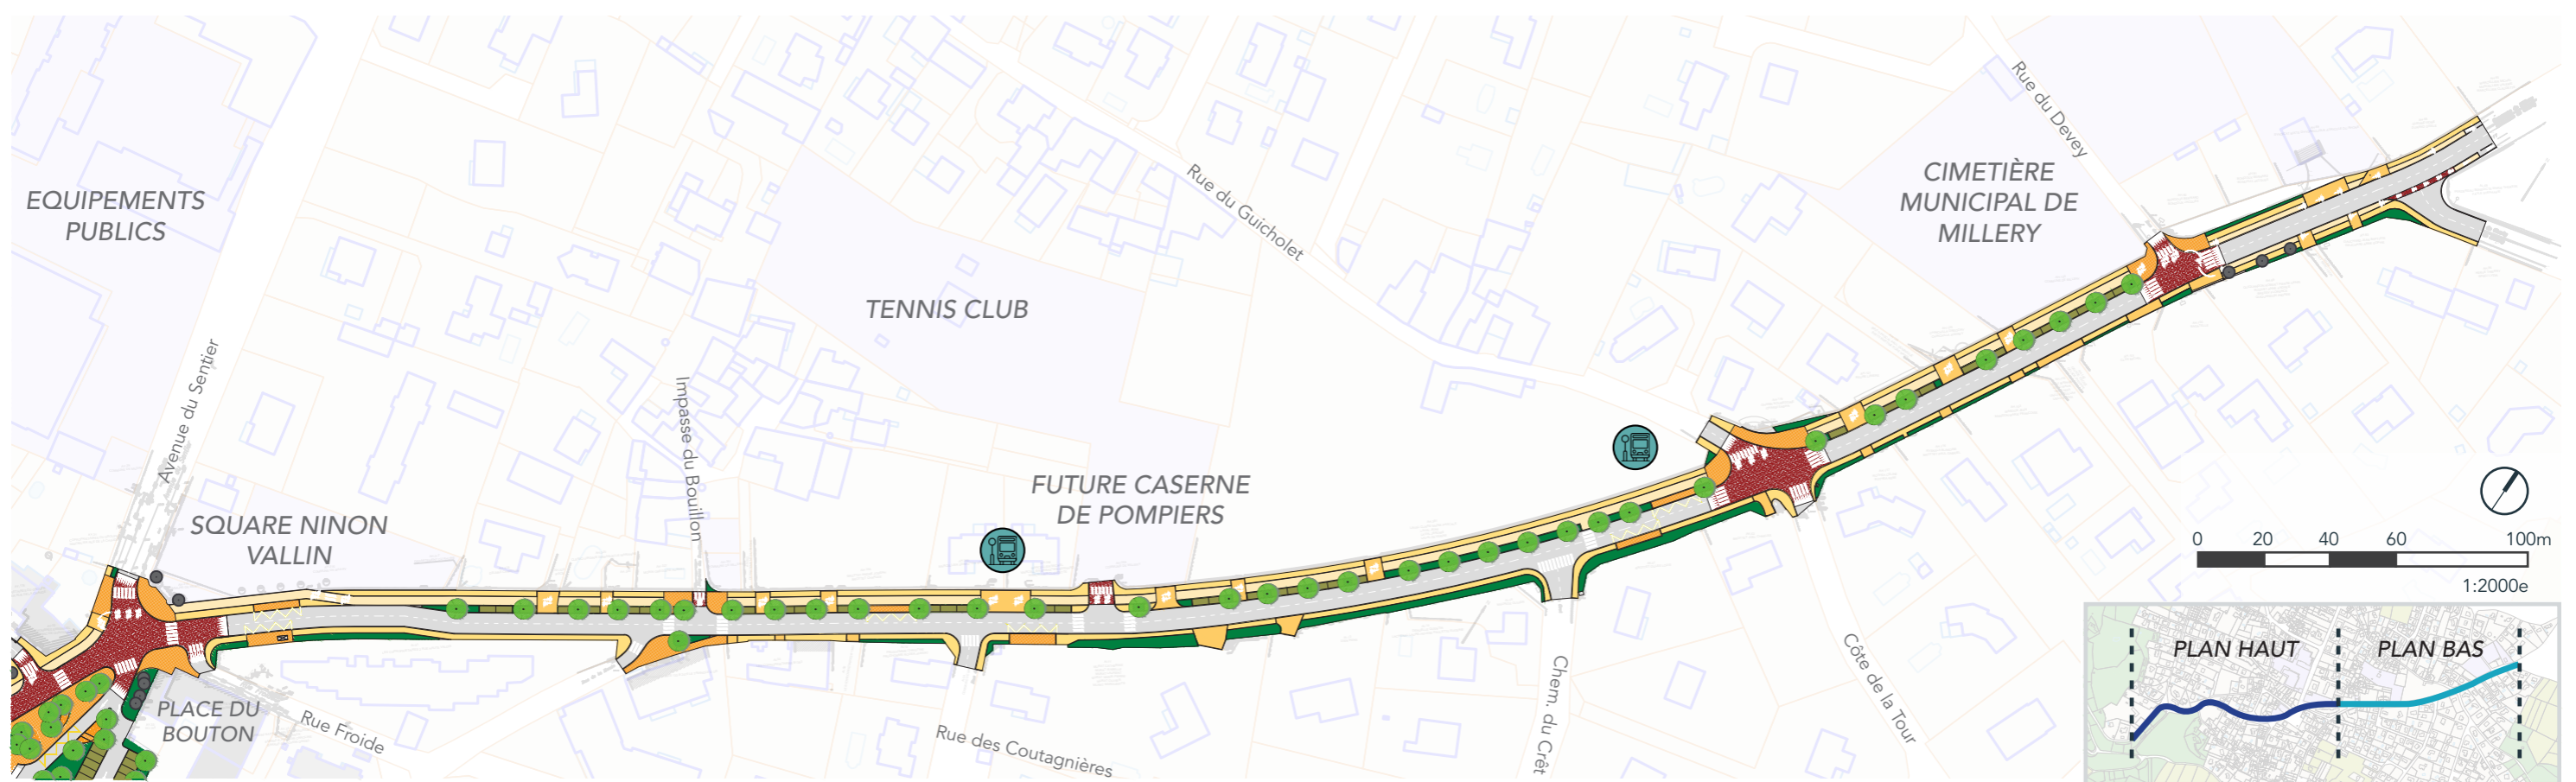 EQUIPEMENTS
PUBLICS
Avenue du Sentier
SQUARE NINON
VALLIN
PLACE DU
BOUTON
Rue Froide
Impasse du Bouillon
TENNIS CLUB
FUTURE CASERNE
DE POMPIERS
Rue du Guicholet
Rue des Coutagnières
Chem. du Crêt
Côte de la Tour
CIMETIÈRE
MUNICIPAL DE
MILLERY
Rue du Devey
0 20 40 60 100m
1:2000e
PLAN HAUT
PLAN BAS